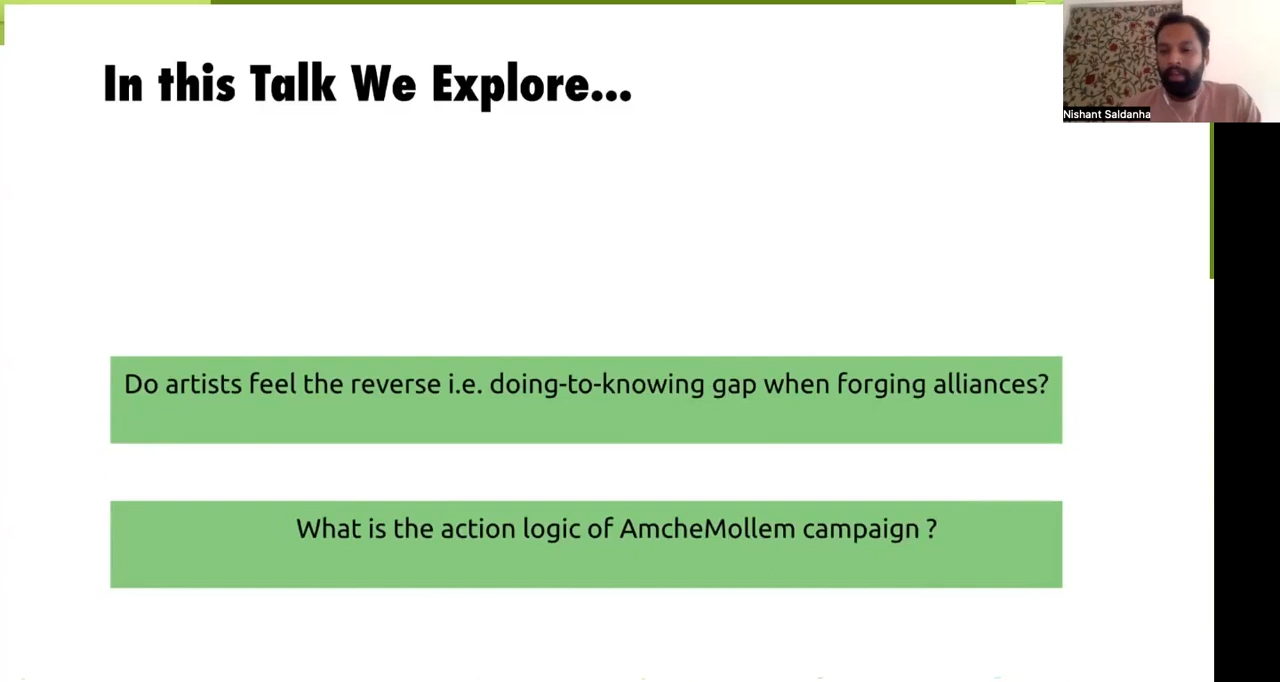 In this Talk We Explore...
Nishant Saldanha
Do artists feel the reverse i.e. doing-to-knowing gap when forging alliances?
What is the action logic of AmcheMollem campaign ?